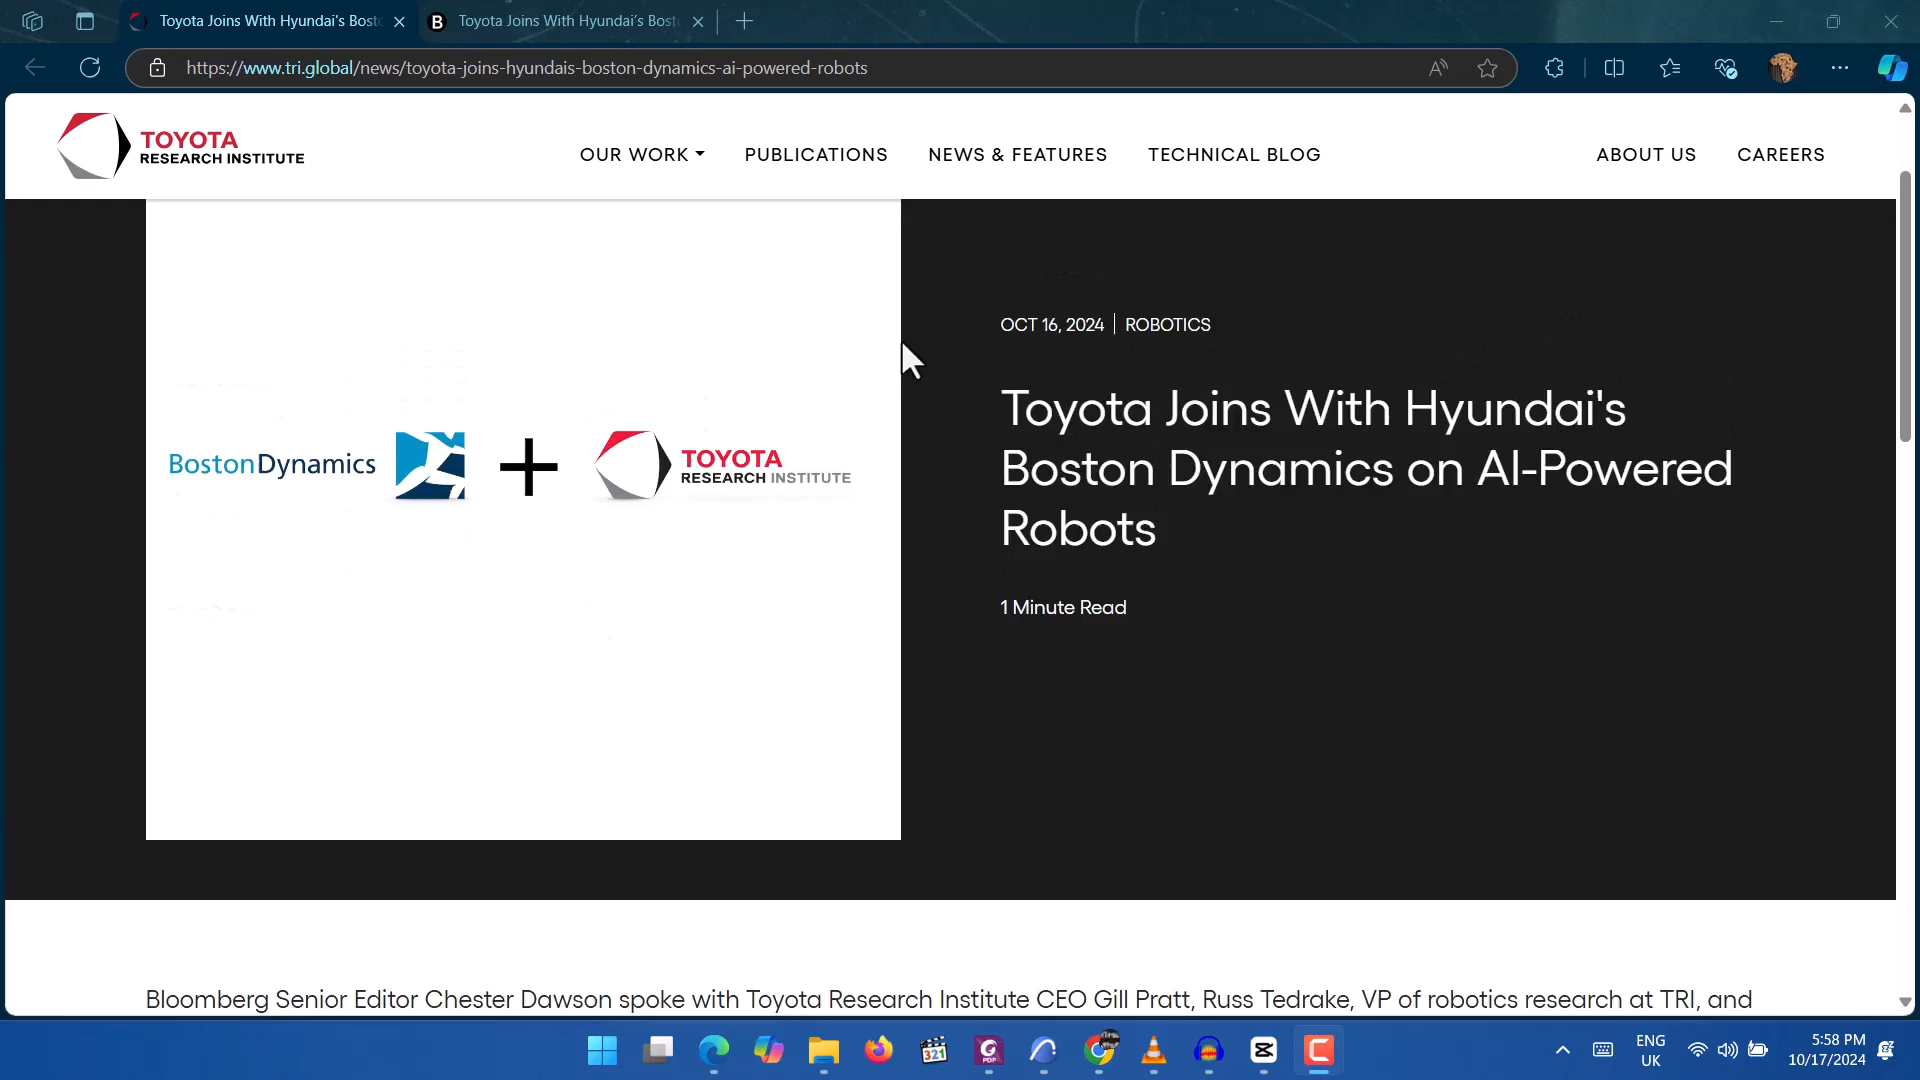 Toyota Joins With Hyundai's Bost
Toyota Joins With Hyundai's Bost
https://www.tri.global/news/toyota-joins-hyundais-boston-dynamics-ai-powered-robots
TOYOTA
RESEARCH INSTITUTE
OUR WORK
PUBLICATIONS
NEWS & FEATURES
TECHNICAL BLOG
ABOUT US
CAREERS
BostonDynamics
TOYOTA
RESEARCH INSTITUTE
OCT 16, 2024 | ROBOTICS
Toyota Joins With Hyundai's
Boston Dynamics on AI-Powered
Robots
1 Minute Read
Bloomberg Senior Editor Chester Dawson spoke with Toyota Research Institute CEO Gill Pratt, Russ Tedrake, VP of robotics research at TRI, and
321
PDF
ENG
UK
5:58 PM
10/17/2024